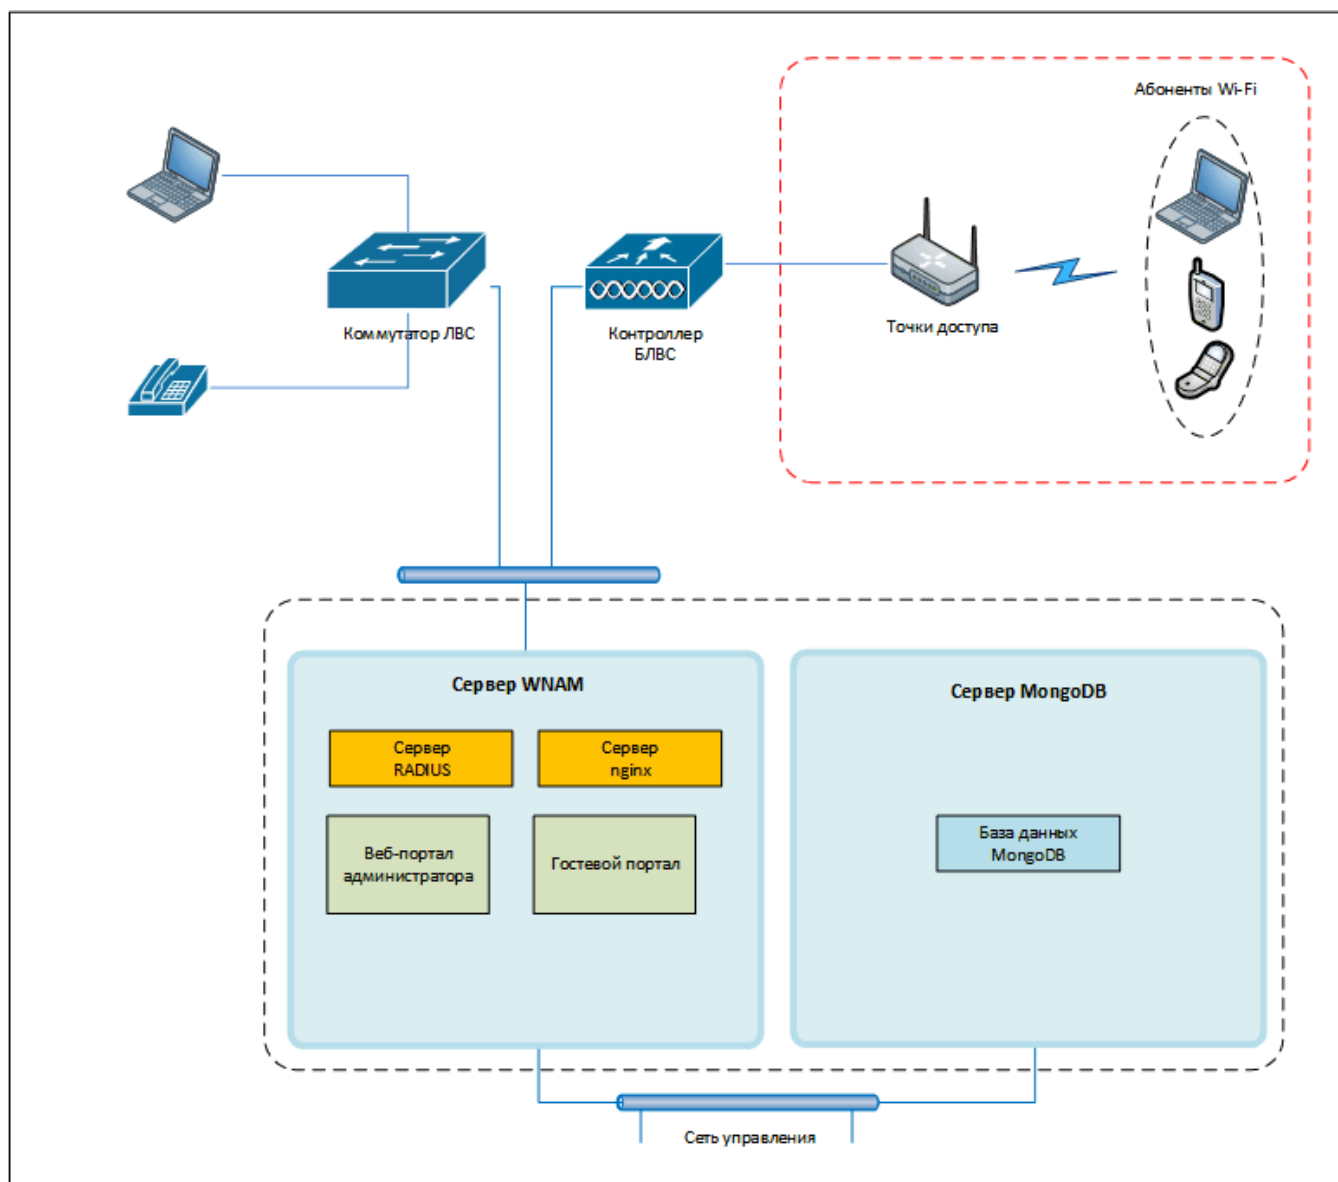 Абоненты Wi-Fi
Коммутатор ЛВС
Контроллер
БЛВС
Точки доступа
Сервер WNAM
Сервер
RADIUS
Сервер
nginx
Веб-портал
администратора
Гостевой портал
Сервер MongoDB
База данных
MongoDB
Сеть управления